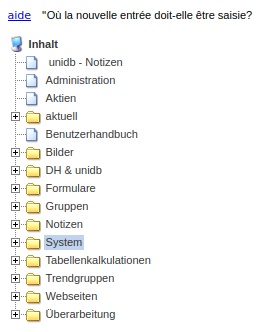 aide "Où la nouvelle entrée doit-elle être saisie?
Inhalt
unidb - Notizen
Administration
Aktien
aktuell
Benutzerhandbuch
Bilder
DH & unidb
Formulare
Gruppen
Notizen
System
Tabellenkalkulationen
Trendgruppen
Webseiten
Überarbeitung